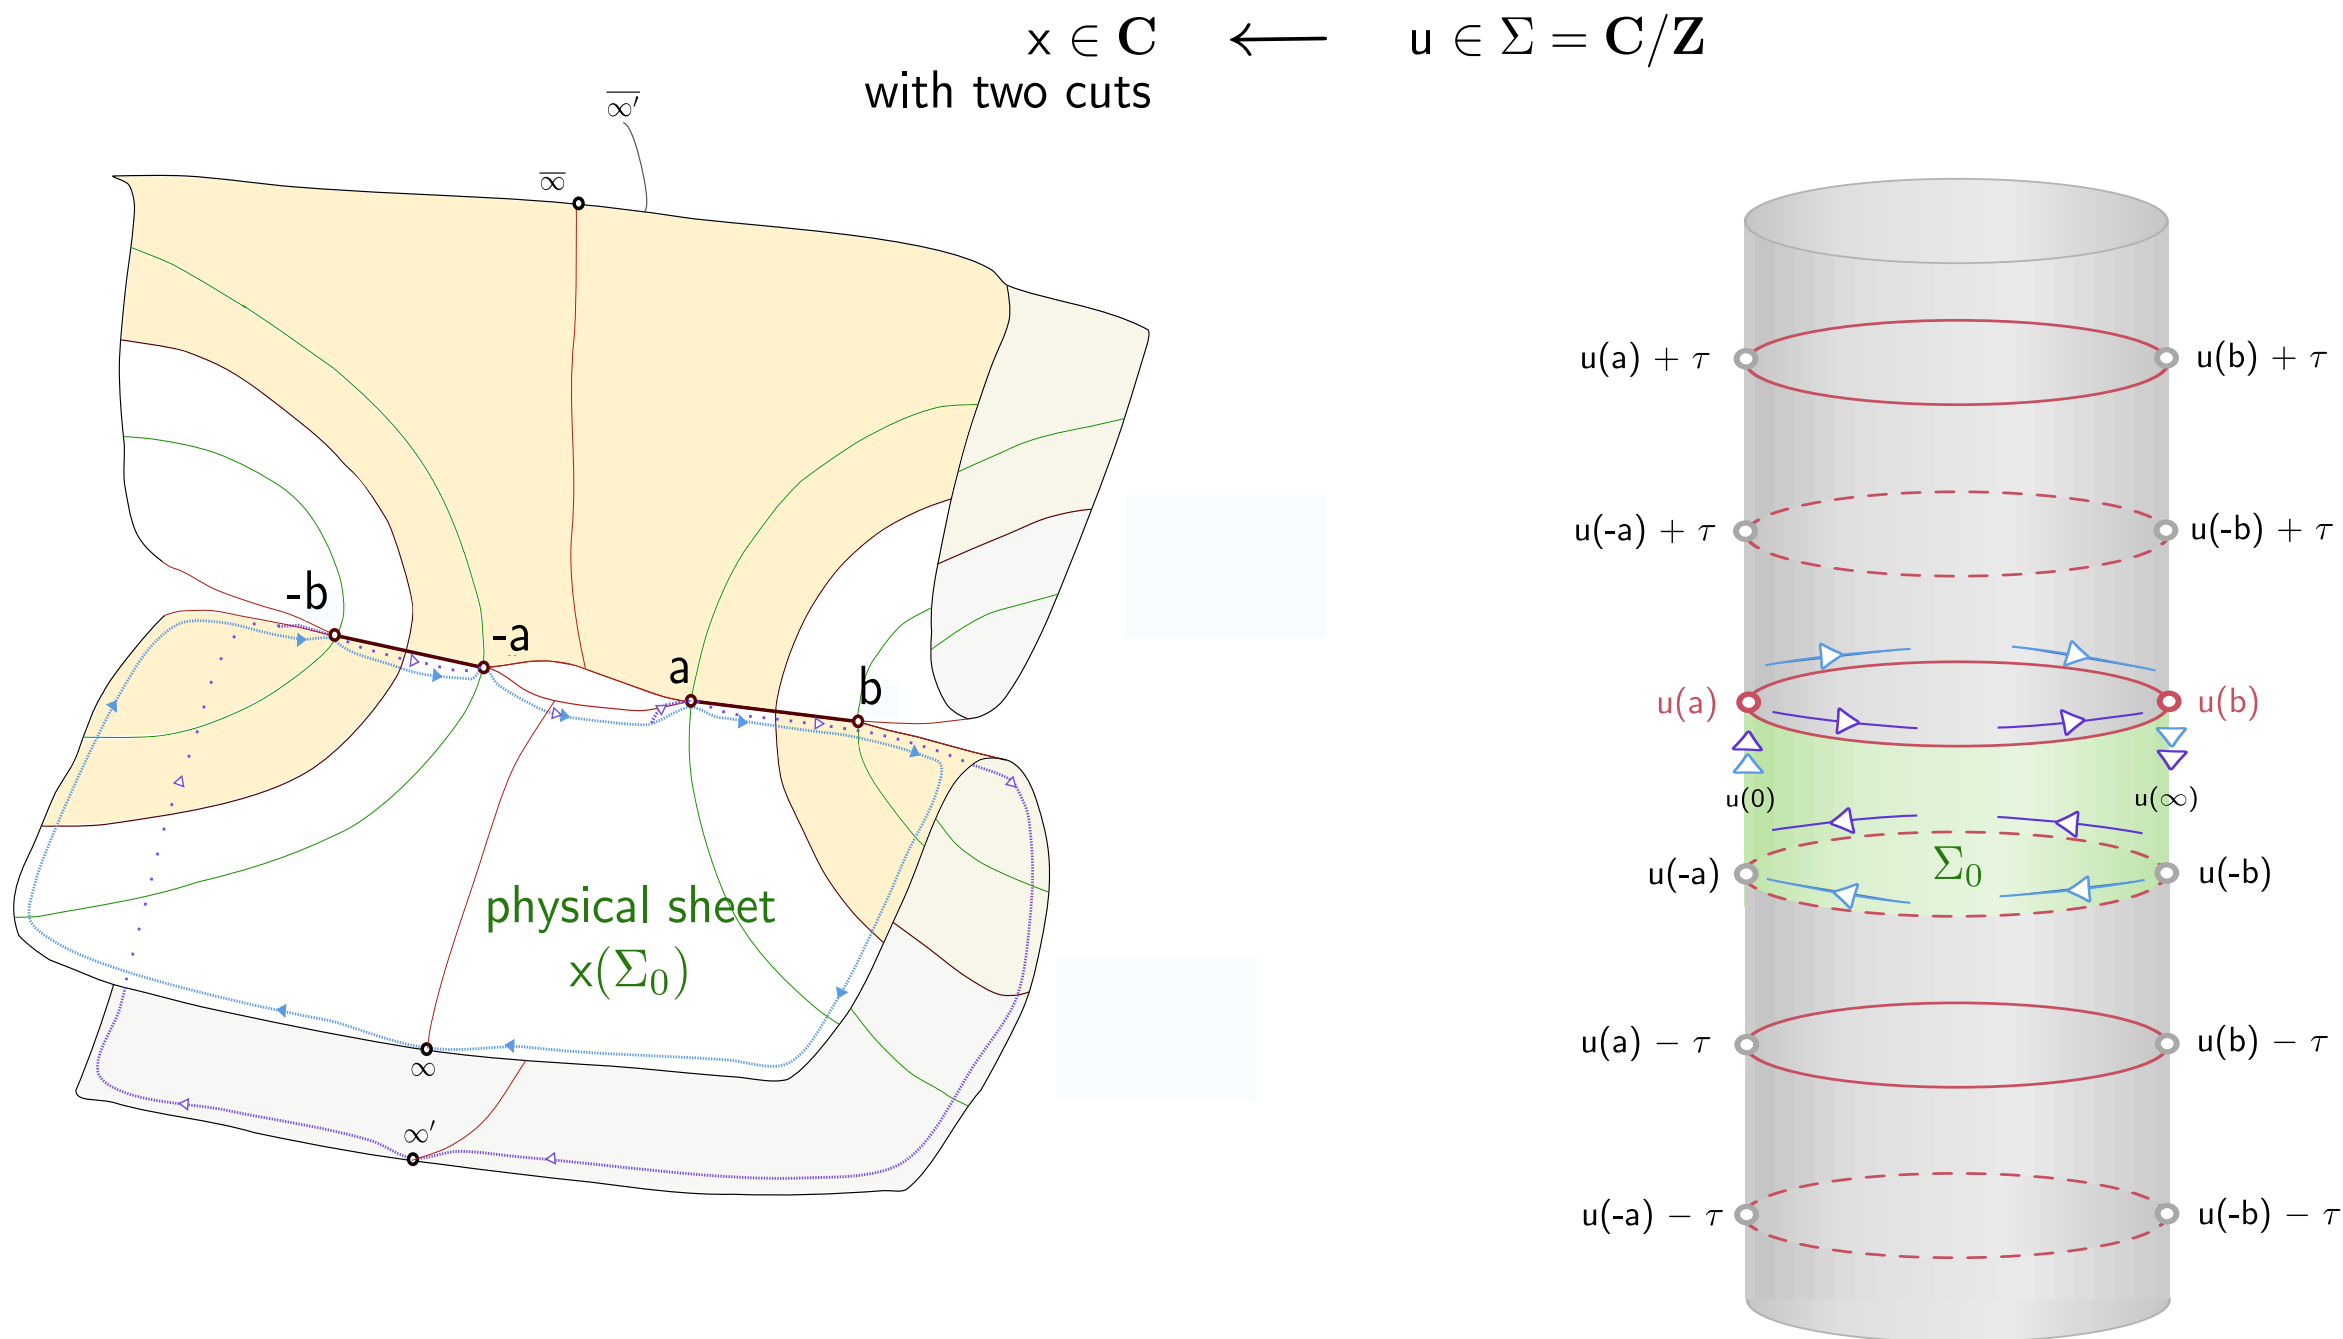 x ∈ C ⟵ u ∈ Σ = C/Z
with two cuts
∞̅′
∞̅
-b
-a
a
b
physical sheet
x(Σ₀)
∞
∞′
u(a) + τ
u(b) + τ
u(-a) + τ
u(-b) + τ
u(a)
u(b)
u(0)
u(∞)
Σ₀
u(-a)
u(-b)
u(a) − τ
u(b) − τ
u(-a) − τ
u(-b) − τ